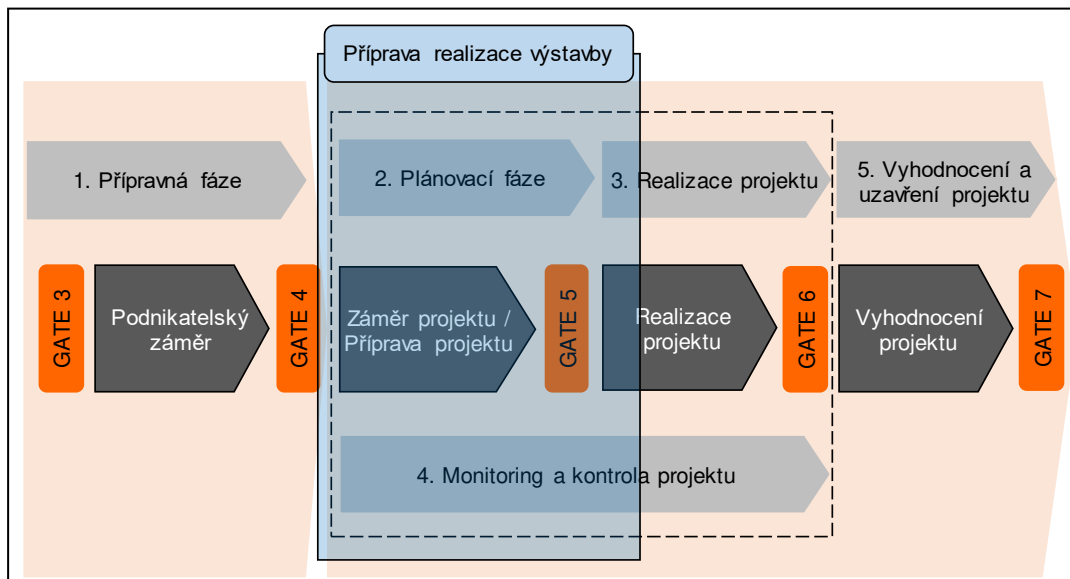 Příprava realizace výstavby
1. Přípravná fáze
2. Plánovací fáze
3. Realizace projektu
5. Vyhodnocení a
uzavření projektu
GATE 3
Podnikatelský
záměr
GATE 4
Záměr projektu /
Příprava projektu
GATE 5
Realizace
projektu
GATE 6
Vyhodnocení
projektu
GATE 7
4. Monitoring a kontrola projektu